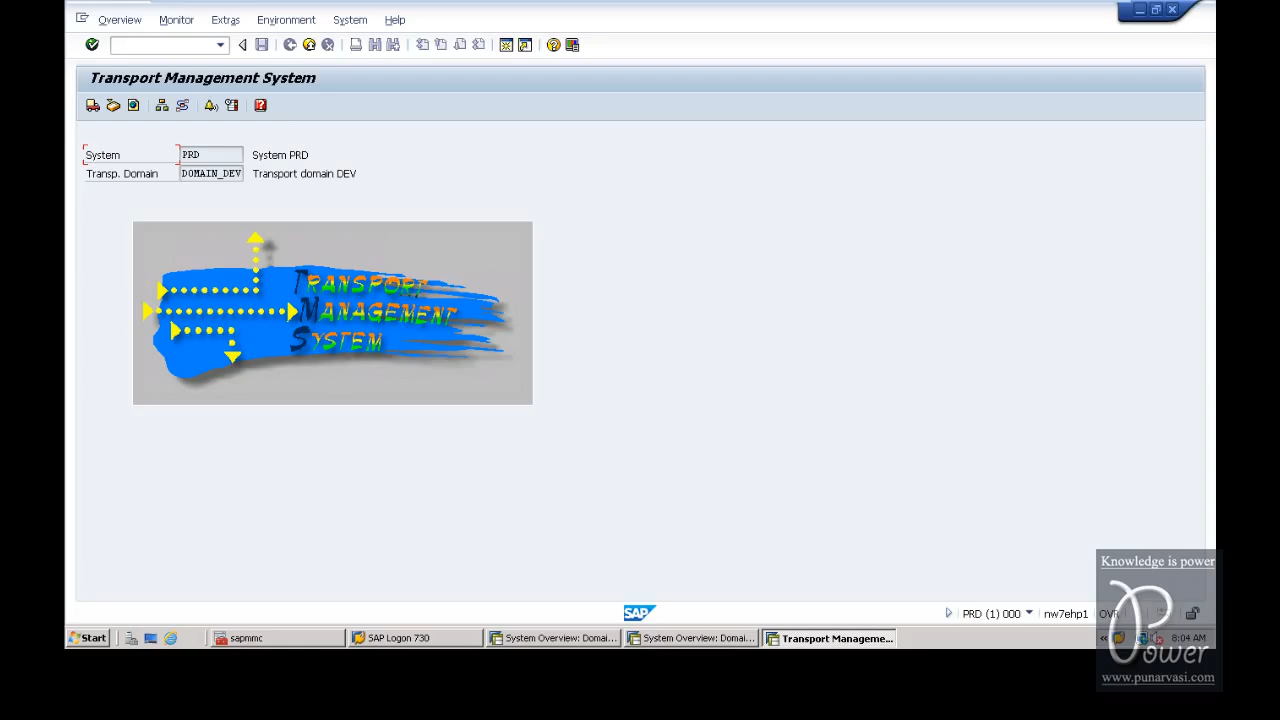 Overview Monitor Extras Environment System Help
Transport Management System
System PRD System PRD
Transp. Domain DOMAIN_DEV Transport domain DEV
TRANSPORT
MANAGEMENT
SYSTEM
Knowledge is power
Power
www.punarvasi.com
SAP PRD (1) 000 nw7ehp1 OVR
Start sapmmc SAP Logon 730 System Overview: Domai... System Overview: Domai... Transport Manageme... 8:04 AM